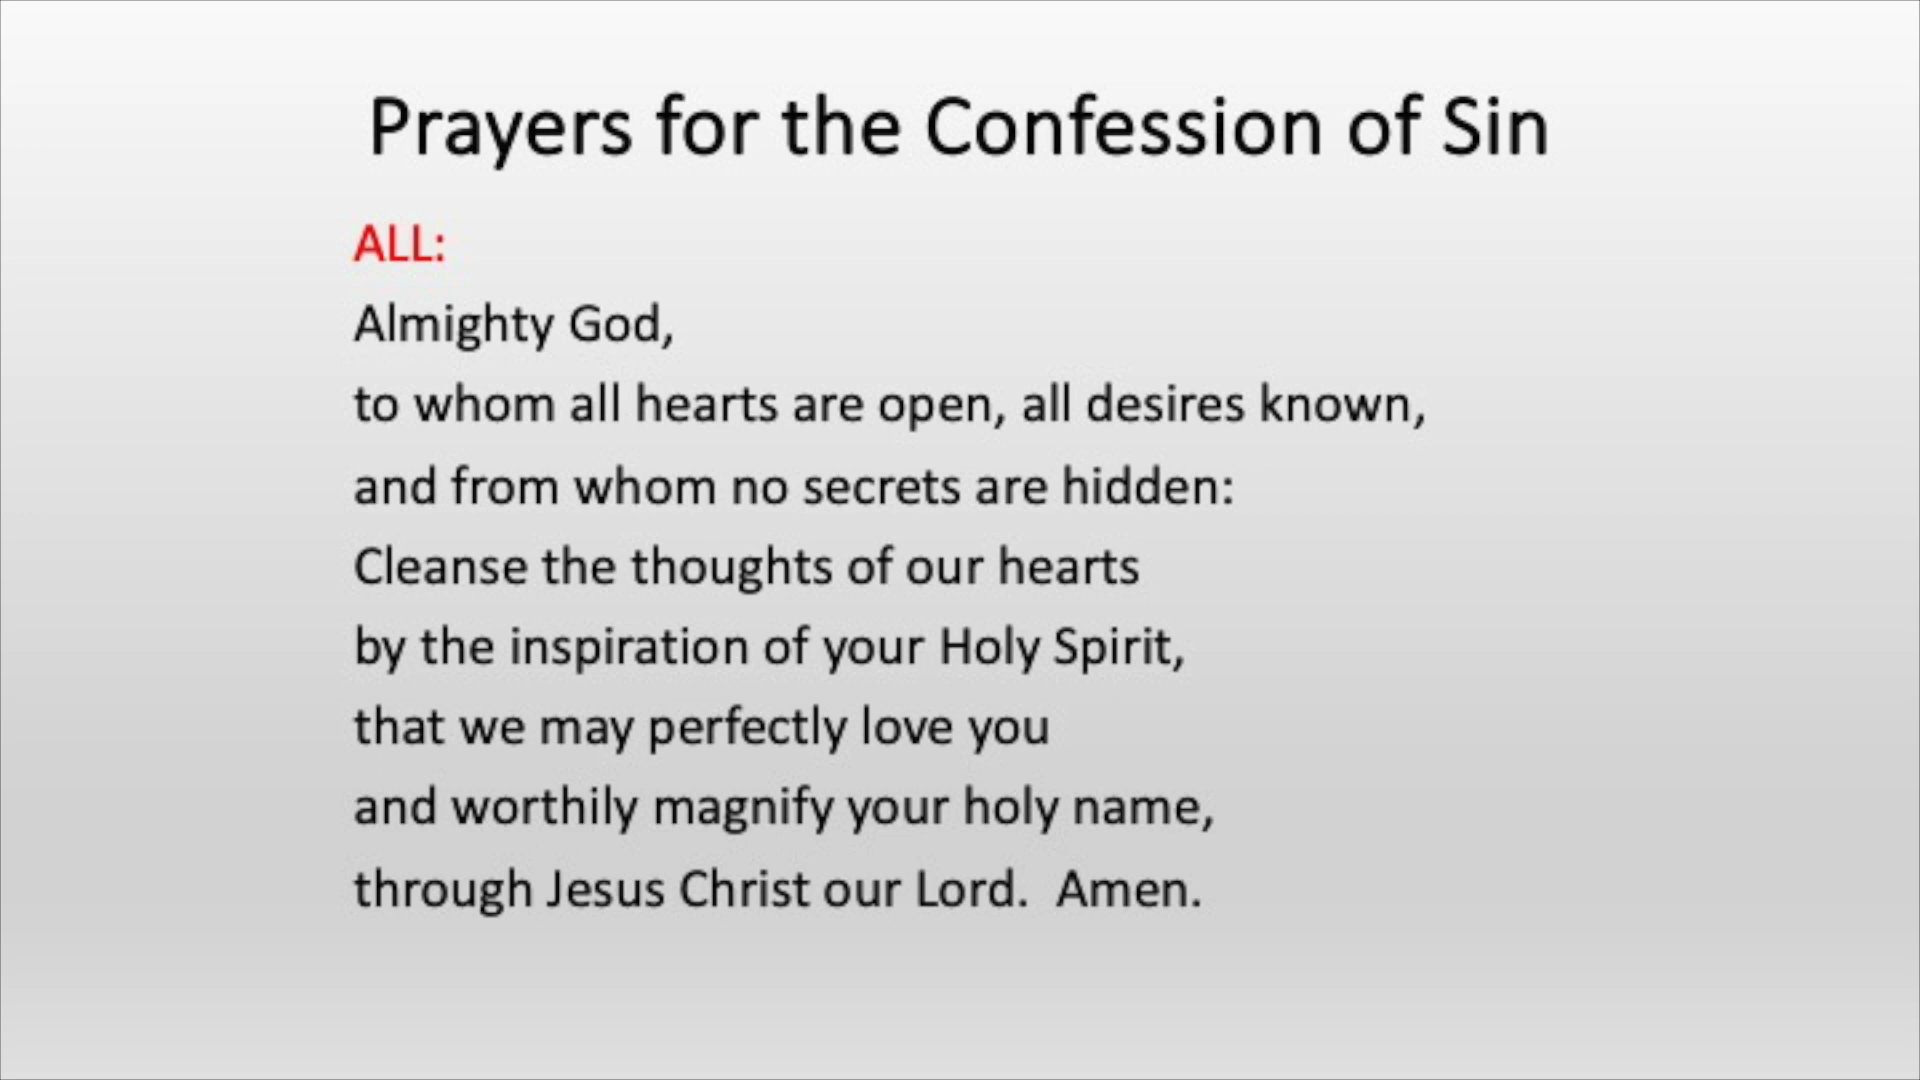 Prayers for the Confession of Sin
ALL:
Almighty God,
to whom all hearts are open, all desires known,
and from whom no secrets are hidden:
Cleanse the thoughts of our hearts
by the inspiration of your Holy Spirit,
that we may perfectly love you
and worthily magnify your holy name,
through Jesus Christ our Lord.  Amen.